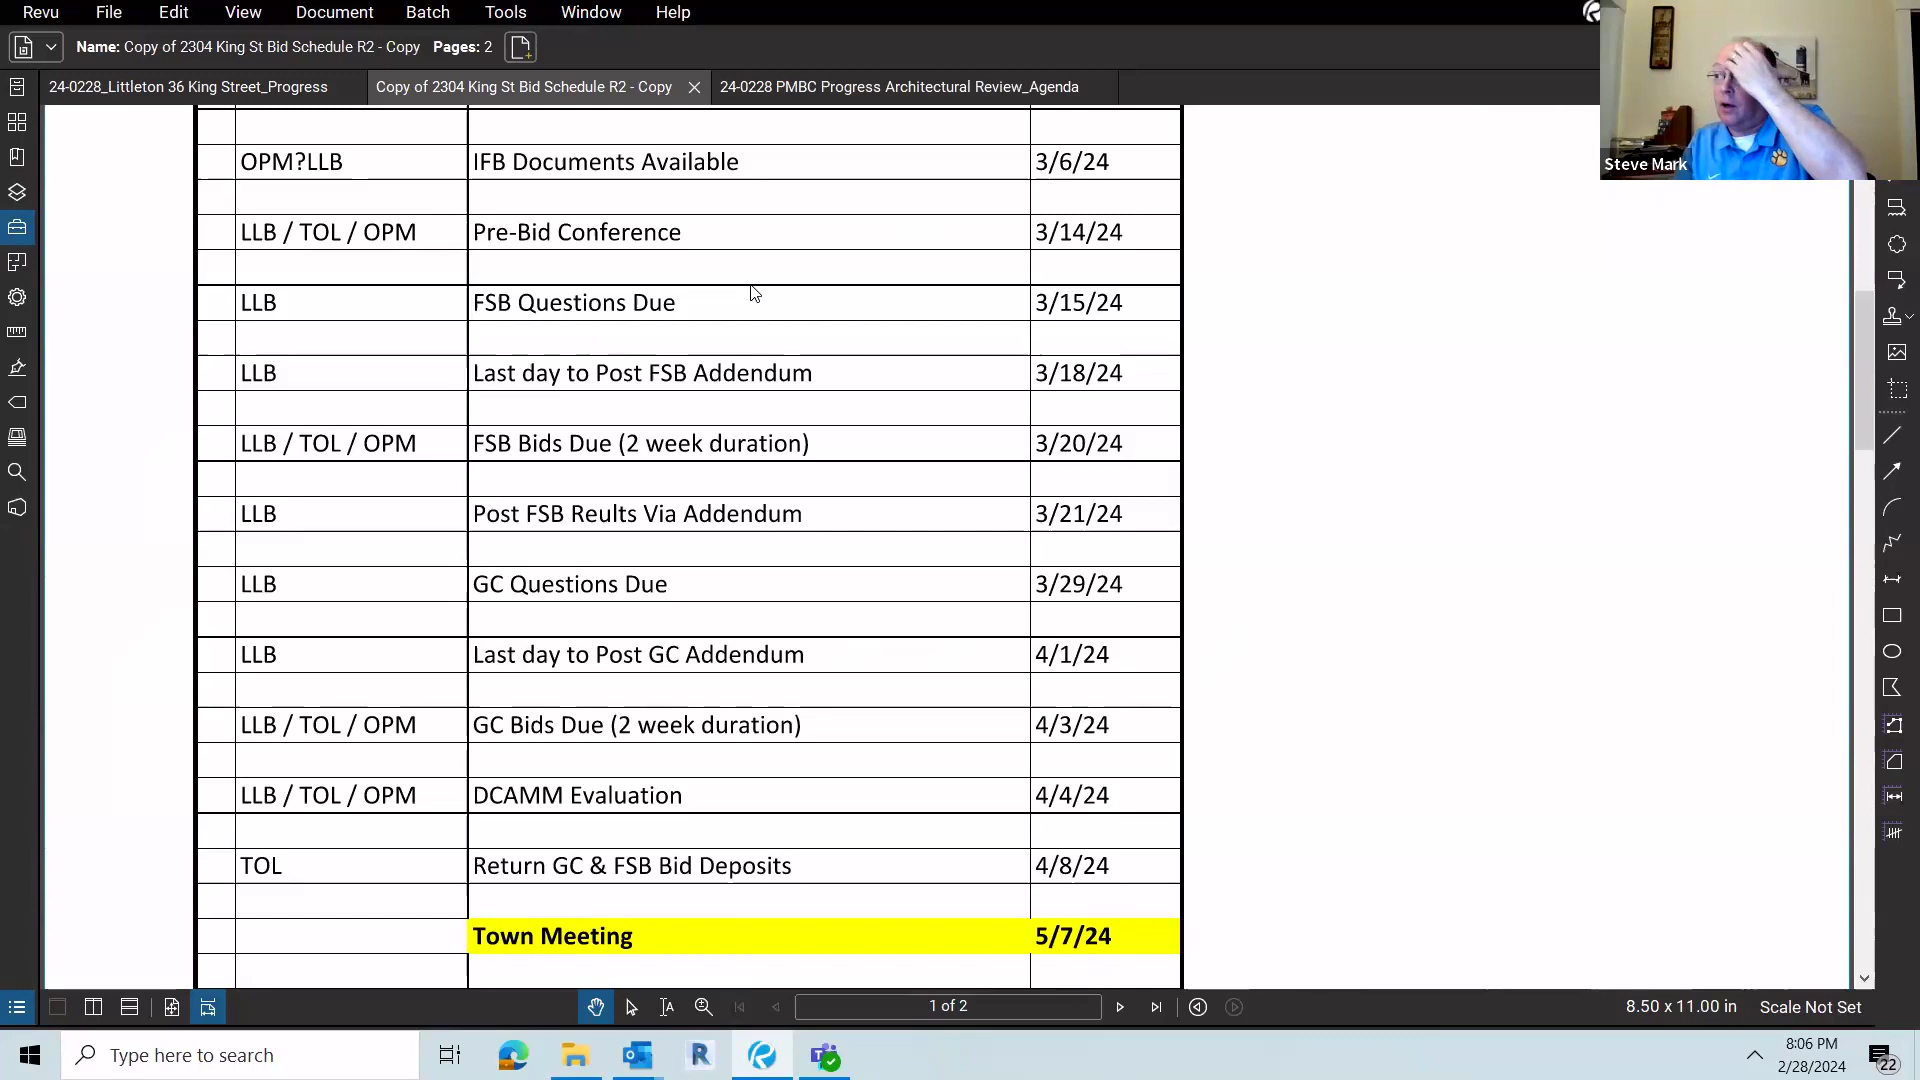 Revu File Edit View Document Batch Tools Window Help
Name: Copy of 2304 King St Bid Schedule R2 - Copy Pages: 2
24-0228_Littleton 36 King Street_Progress Copy of 2304 King St Bid Schedule R2 - Copy 24-0228 PMBC Progress Architectural Review_Agenda
Steve Mark
OPM?LLB IFB Documents Available 3/6/24
LLB / TOL / OPM Pre-Bid Conference 3/14/24
LLB FSB Questions Due 3/15/24
LLB Last day to Post FSB Addendum 3/18/24
LLB / TOL / OPM FSB Bids Due (2 week duration) 3/20/24
LLB Post FSB Reults Via Addendum 3/21/24
LLB GC Questions Due 3/29/24
LLB Last day to Post GC Addendum 4/1/24
LLB / TOL / OPM GC Bids Due (2 week duration) 4/3/24
LLB / TOL / OPM DCAMM Evaluation 4/4/24
TOL Return GC & FSB Bid Deposits 4/8/24
Town Meeting 5/7/24
1 of 2 8.50 x 11.00 in Scale Not Set
Type here to search
8:06 PM
2/28/2024
22